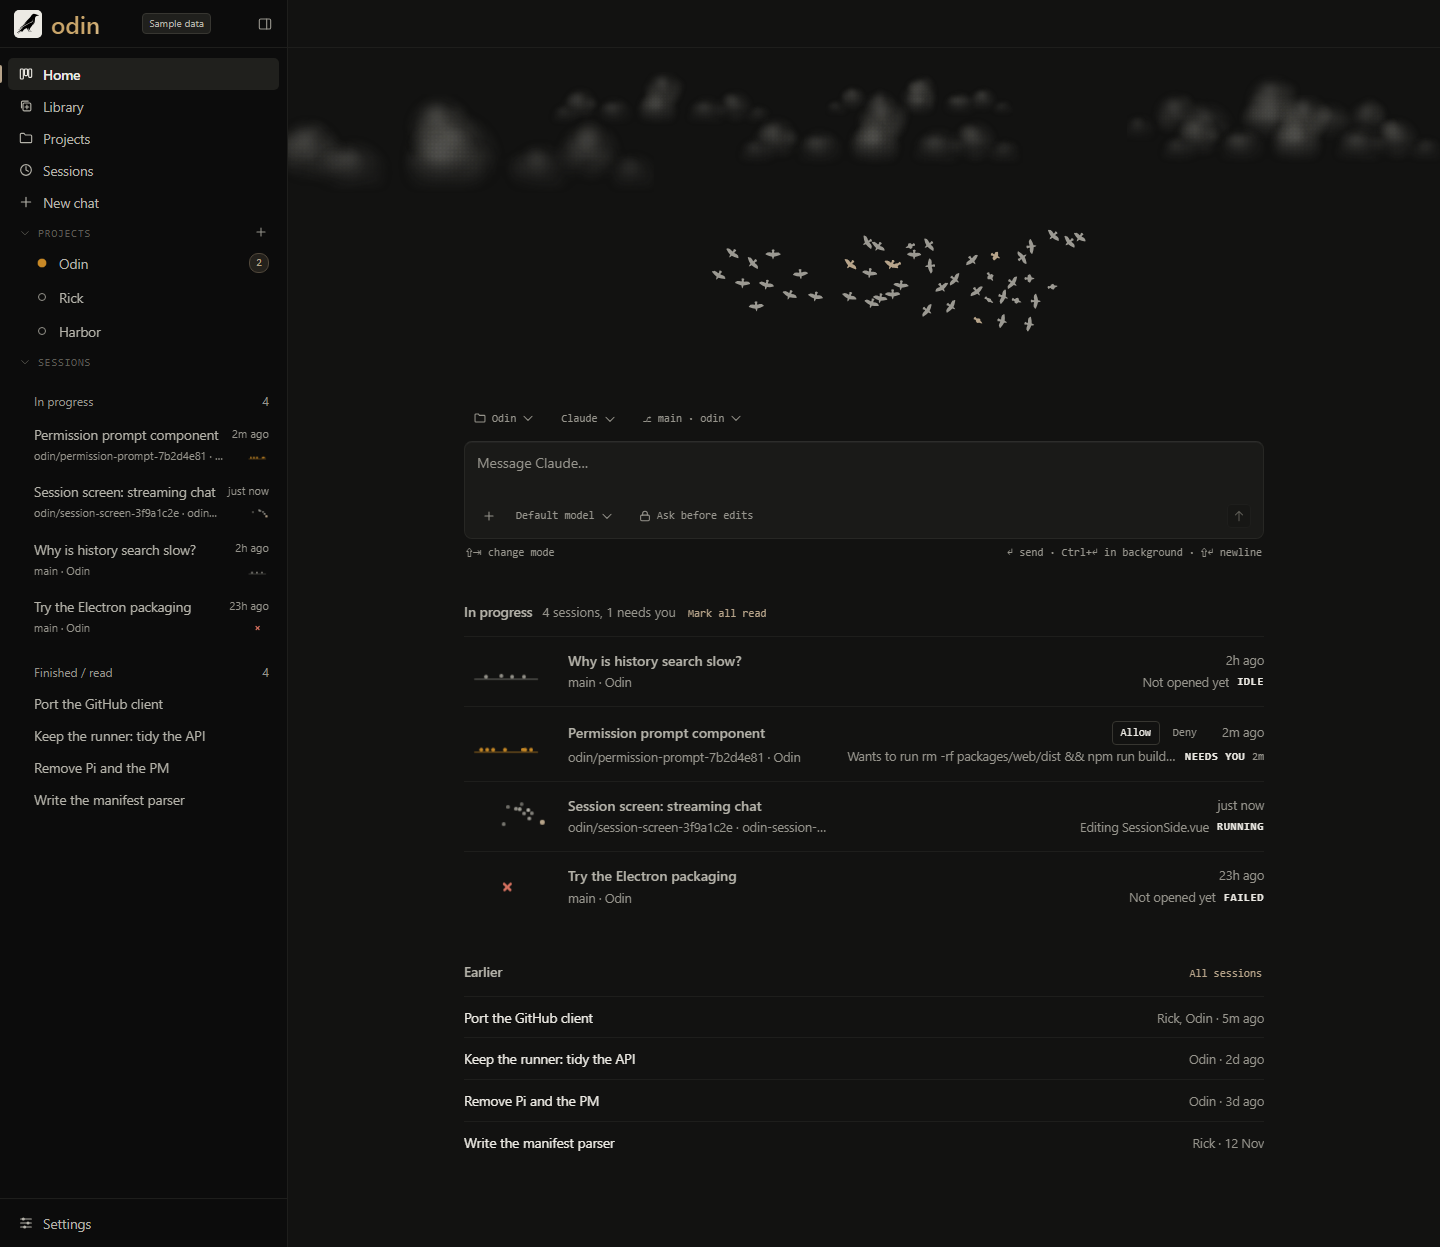 odin
Sample data
Home
Library
Projects
Sessions
New chat
PROJECTS
Odin
2
Rick
Harbor
SESSIONS
In progress
4
Permission prompt component
2m ago
odin/permission-prompt-7b2d4e81 · ...
Session screen: streaming chat
just now
odin/session-screen-3f9a1c2e · odin...
Why is history search slow?
2h ago
main · Odin
Try the Electron packaging
23h ago
main · Odin
Finished / read
4
Port the GitHub client
Keep the runner: tidy the API
Remove Pi and the PM
Write the manifest parser
Settings
Odin
Claude
main · odin
Message Claude...
Default model
Ask before edits
⇧⇥ change mode
↵ send · Ctrl+↵ in background · ⇧↵ newline
In progress 4 sessions, 1 needs you Mark all read
Why is history search slow?
2h ago
main · Odin
Not opened yet IDLE
Permission prompt component
Allow
Deny
2m ago
odin/permission-prompt-7b2d4e81 · Odin
Wants to run rm -rf packages/web/dist && npm run build... NEEDS YOU 2m
Session screen: streaming chat
just now
odin/session-screen-3f9a1c2e · odin-session-...
Editing SessionSide.vue RUNNING
Try the Electron packaging
23h ago
main · Odin
Not opened yet FAILED
Earlier
All sessions
Port the GitHub client
Rick, Odin · 5m ago
Keep the runner: tidy the API
Odin · 2d ago
Remove Pi and the PM
Odin · 3d ago
Write the manifest parser
Rick · 12 Nov